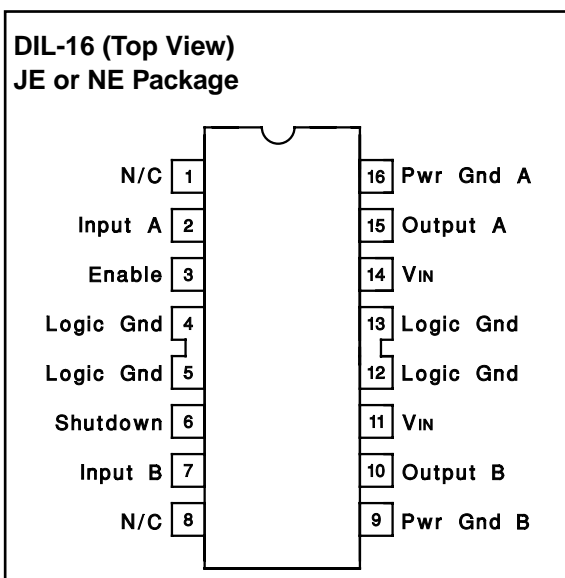 DIL-16 (Top View)
JE or NE Package
N/C 1
Input A 2
Enable 3
Logic Gnd 4
Logic Gnd 5
Shutdown 6
Input B 7
N/C 8
16 Pwr Gnd A
15 Output A
14 VIN
13 Logic Gnd
12 Logic Gnd
11 VIN
10 Output B
9 Pwr Gnd B